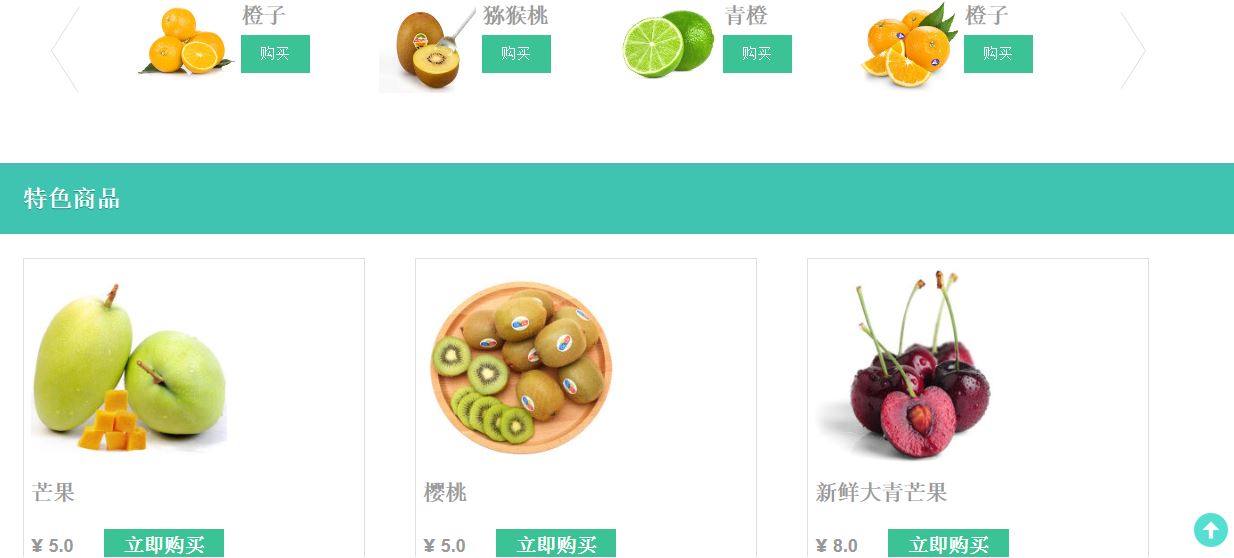 橙子
购买
猕猴桃
购买
青橙
购买
橙子
购买
特色商品
芒果
¥ 5.0
立即购买
樱桃
¥ 5.0
立即购买
新鲜大青芒果
¥ 8.0
立即购买